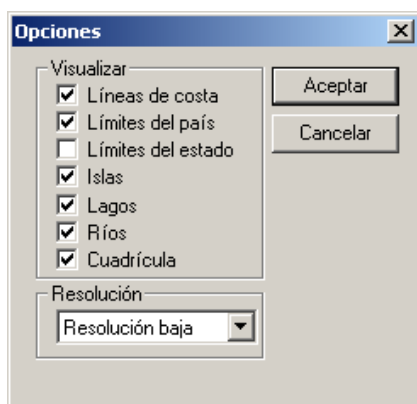 Opciones
Visualizar
Líneas de costa
Límites del país
Límites del estado
Islas
Lagos
Ríos
Cuadrícula
Aceptar
Cancelar
Resolución
Resolución baja